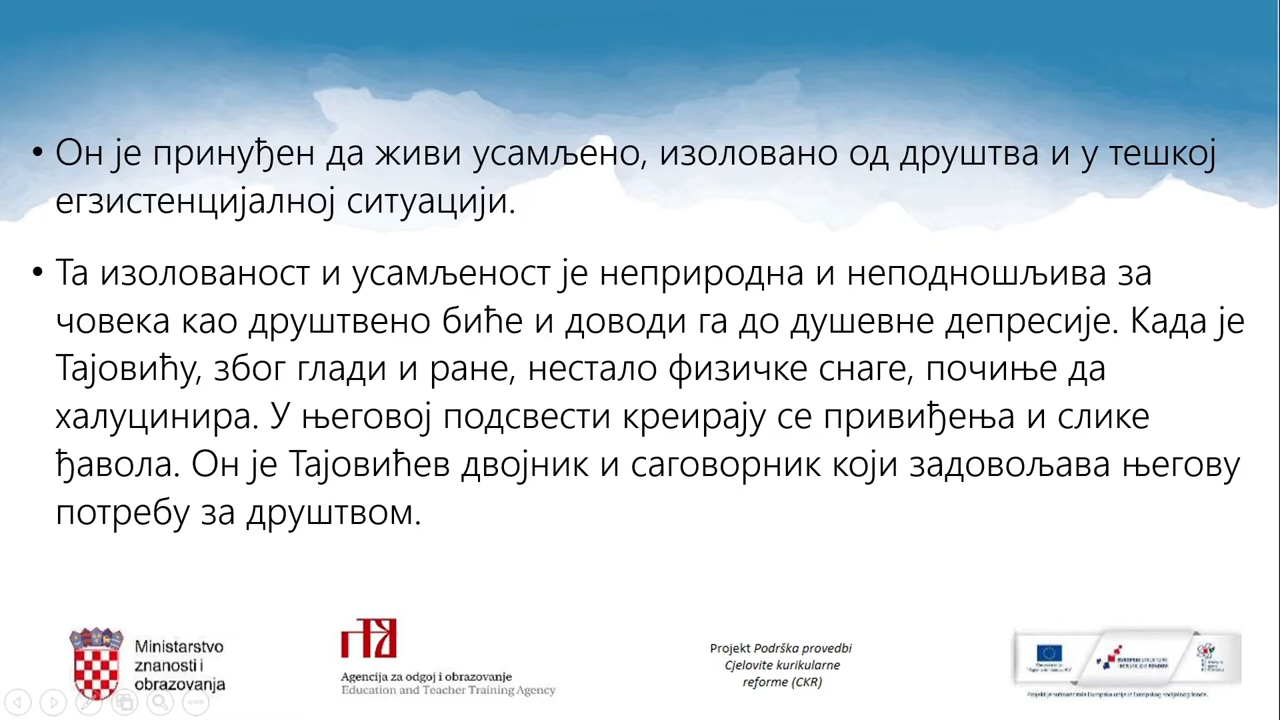 • Он је принуђен да живи усамљено, изоловано од друштва и у тешкој
егзистенцијалној ситуацији.
• Та изолованост и усамљеност је неприродна и неподношљива за
човека као друштвено биће и доводи га до душевне депресије. Када је
Тајовићу, због глади и ране, нестало физичке снаге, почиње да
халуцинира. У његовој подсвести креирају се привиђења и слике
ђавола. Он је Тајовићев двојник и саговорник који задовољава његову
потребу за друштвом.
Ministarstvo
znanosti i
obrazovanja
Agencija za odgoj i obrazovanje
Education and Teacher Training Agency
Projekt Podrška provedbi
Cjelovite kurikularne
reforme (CKR)